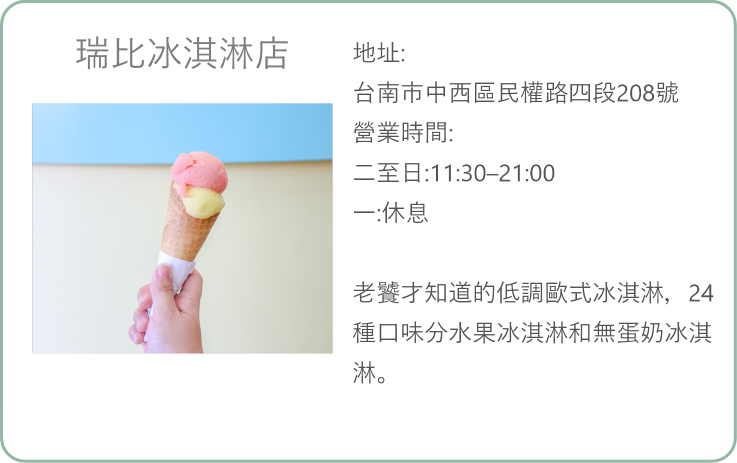 瑞比冰淇淋店
地址:
台南市中西區民權路四段208號
營業時間:
二至日:11:30–21:00
一:休息
老饕才知道的低調歐式冰淇淋，24
種口味分水果冰淇淋和無蛋奶冰淇
淋。